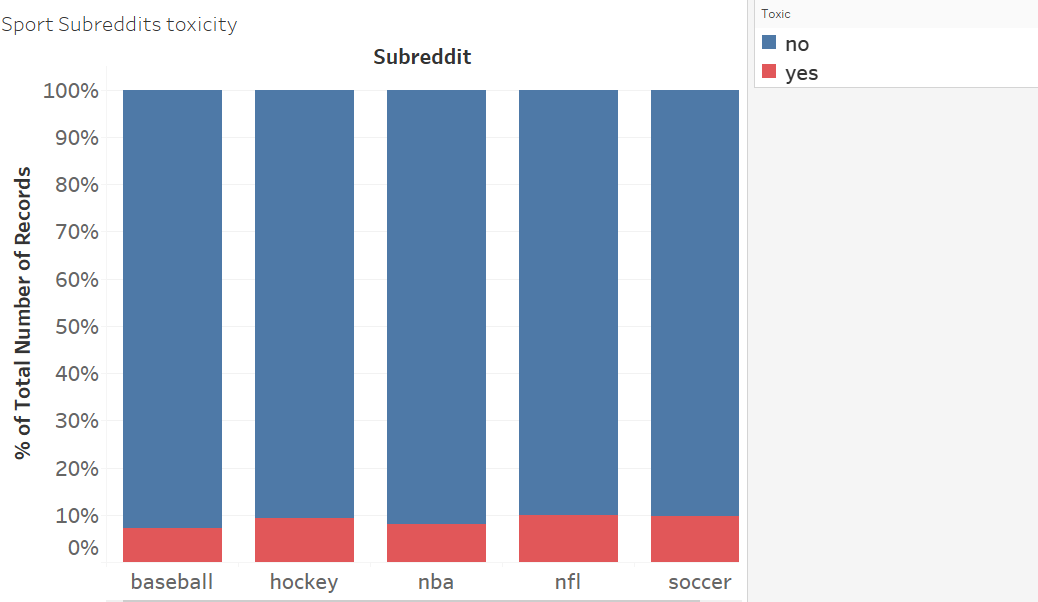 Sport Subreddits toxicity
Subreddit
% of Total Number of Records
100%
90%
80%
70%
60%
50%
40%
30%
20%
10%
0%
baseball
hockey
nba
nfl
soccer
Toxic
no
yes